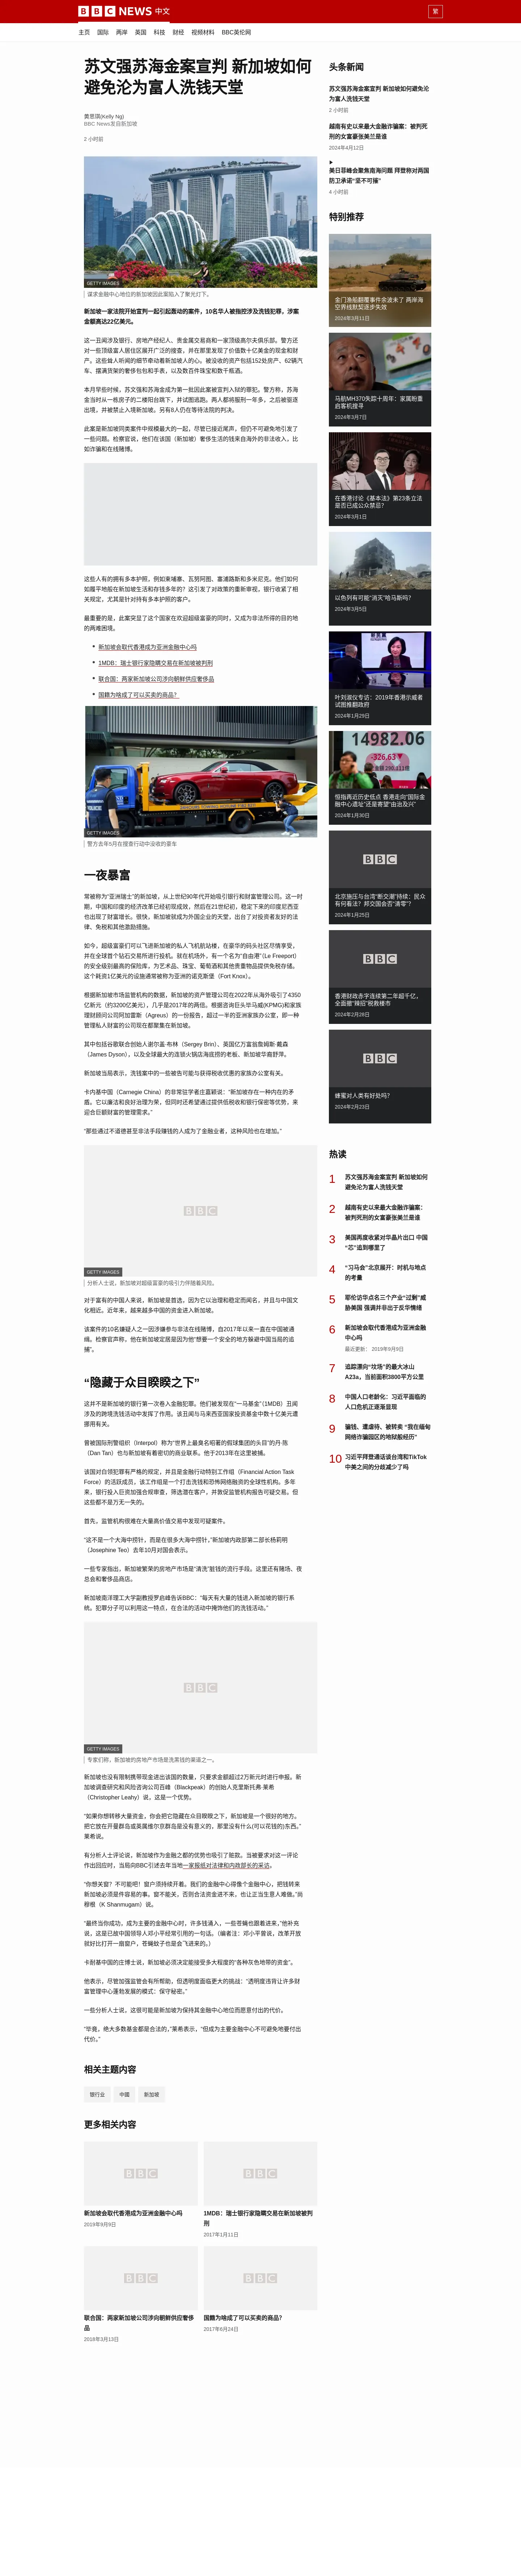 BBC NEWS 中文
繁
主页 国际 两岸 英国 科技 财经 视频材料 BBC英伦网
苏文强苏海金案宣判 新加坡如何
避免沦为富人洗钱天堂
黄思琪(Kelly Ng)
BBC News发自新加坡
2 小时前
GETTY IMAGES
谋求金融中心地位的新加坡因此案陷入了聚光灯下。
新加坡一家法院开始宣判一起引起轰动的案件，10名华人被指控涉及洗钱犯罪，涉案
金额高达22亿美元。
这一丑闻涉及银行、房地产经纪人、贵金属交易商和一家顶级高尔夫俱乐部。警方还
对一些顶级富人居住区展开广泛的搜查，并在那里发现了价值数十亿美金的现金和财
产。这些耸人听闻的细节牵动着新加坡人的心。被没收的资产包括152处房产、62辆汽
车、摆满货架的奢侈包包和手表，以及数百件珠宝和数千瓶酒。
本月早些时候，苏文强和苏海金成为第一批因此案被宣判入狱的罪犯。警方称，苏海
金当时从一栋房子的二楼阳台跳下，并试图逃跑。两人都将服刑一年多，之后被驱逐
出境，并被禁止入境新加坡。另有8人仍在等待法院的判决。
此案是新加坡同类案件中规模最大的一起，尽管已接近尾声，但仍不可避免地引发了
一些问题。检察官说，他们在该国（新加坡）奢侈生活的钱来自海外的非法收入，比
如诈骗和在线赌博。
这些人有的拥有多本护照，例如柬埔寨、瓦努阿图、塞浦路斯和多米尼克。他们如何
如履平地般在新加坡生活和存钱多年的？这引发了对政策的重新审视，银行收紧了相
关规定，尤其是针对持有多本护照的客户。
最重要的是，此案突显了这个国家在欢迎超级富豪的同时，又成为非法所得的目的地
的两难困境。
新加坡会取代香港成为亚洲金融中心吗
1MDB：瑞士银行家隐瞒交易在新加坡被判刑
联合国：两家新加坡公司涉向朝鲜供应奢侈品
国籍为啥成了可以买卖的商品？
GETTY IMAGES
警方去年5月在搜查行动中没收的豪车
一夜暴富
常被称为“亚洲瑞士”的新加坡，从上世纪90年代开始吸引银行和财富管理公司。这一时
期，中国和印度的经济改革已经初现成效，然后在21世纪初，稳定下来的印度尼西亚
也出现了财富增长。很快，新加坡就成为外国企业的天堂，出台了对投资者友好的法
律、免税和其他激励措施。
如今，超级富豪们可以飞进新加坡的私人飞机航站楼，在豪华的码头社区尽情享受，
并在全球首个钻石交易所进行投机。就在机场外，有一个名为“自由港”(Le Freeport)
的安全级别最高的保险库，为艺术品、珠宝、葡萄酒和其他贵重物品提供免税存储。
这个耗资1亿美元的设施通常被称为亚洲的诺克斯堡（Fort Knox）。
根据新加坡市场监管机构的数据，新加坡的资产管理公司在2022年从海外吸引了4350
亿新元（约3200亿美元），几乎是2017年的两倍。根据咨询巨头毕马威(KPMG)和家族
理财顾问公司阿加雷斯（Agreus）的一份报告，超过一半的亚洲家族办公室，即一种
管理私人财富的公司现在都聚集在新加坡。
其中包括谷歌联合创始人谢尔盖·布林（Sergey Brin）、英国亿万富翁詹姆斯·戴森
（James Dyson），以及全球最大的连锁火锅店海底捞的老板、新加坡华裔舒萍。
新加坡当局表示，洗钱案中的一些被告可能与获得税收优惠的家族办公室有关。
卡内基中国（Carnegie China）的非常驻学者庄嘉颖说：“新加坡存在一种内在的矛
盾。它以廉洁和良好治理为荣，但同时还希望通过提供低税收和银行保密等优势，来
迎合巨额财富的管理需求。”
“那些通过不道德甚至非法手段赚钱的人成为了金融业者，这种风险也在增加。”
BBC
GETTY IMAGES
分析人士说，新加坡对超级富豪的吸引力伴随着风险。
对于富有的中国人来说，新加坡是首选，因为它以治理和稳定而闻名，并且与中国文
化相近。近年来，越来越多中国的资金进入新加坡。
该案件的10名嫌疑人之一因涉嫌参与非法在线赌博，自2017年以来一直在中国被通
缉。检察官声称，他在新加坡定居是因为他“想要一个安全的地方躲避中国当局的追
捕”。
“隐藏于众目睽睽之下”
这并不是新加坡的银行第一次卷入金融犯罪。他们被发现在“一马基金”（1MDB）丑闻
涉及的跨境洗钱活动中发挥了作用。该丑闻与马来西亚国家投资基金中数十亿美元遭
挪用有关。
曾被国际刑警组织（Interpol）称为“世界上最臭名昭著的假球集团的头目”的丹·陈
（Dan Tan）也与新加坡有着密切的商业联系。他于2013年在这里被捕。
该国对自领犯罪有严格的规定，并且是金融行动特别工作组（Financial Action Task
Force）的活跃成员，该工作组是一个打击洗钱和恐怖网络融资的全球性机构。多年
来，银行投入巨资加强合规审查，筛选潜在客户，并敦促监管机构报告可疑交易。但
这些都不是万无一失的。
首先，监管机构很难在大量高价值交易中发现可疑案件。
“这不是一个大海中捞针，而是在很多大海中捞针，”新加坡内政部第二部长杨莉明
（Josephine Teo）去年10月对国会表示。
一些专家指出，新加坡繁荣的房地产市场是“清洗”脏钱的流行手段。这里还有赌场、夜
总会和奢侈品商店。
新加坡南洋理工大学副教授罗启峰告诉BBC：“每天有大量的钱进入新加坡的银行系
统。犯罪分子可以利用这一特点，在合法的活动中掩饰他们的洗钱活动。”
BBC
GETTY IMAGES
专家们称，新加坡的房地产市场是洗黑钱的渠道之一。
新加坡也没有限制携带现金进出该国的数量，只要求金额超过2万新元时进行申报。新
加坡调查研究和风险咨询公司百峰（Blackpeak）的创始人克里斯托弗·莱希
（Christopher Leahy）说，这是一个优势。
“如果你想转移大量资金，你会把它隐藏在众目睽睽之下。新加坡是一个很好的地方。
把它放在开曼群岛或英属维尔京群岛是没有意义的，那里没有什么(可以花钱的)东西。”
莱希说。
有分析人士评论说，新加坡作为金融之都的优势也吸引了脏款。当被要求对这一评论
作出回应时，当局向BBC引述去年当地一家报纸对法律和内政部长的采访。
“你想关窗？不可能吧！窗户须持续开着。我们的金融中心得像个金融中心，把钱转来
新加坡必须是件容易的事。窗不能关，否则合法资金进不来，也让正当生意人难做。”尚
穆根（K Shanmugam）说。
“最终当你成功，成为主要的金融中心时，许多钱涌入，一些苍蝇也跟着进来，”他补充
说，这是已故中国领导人邓小平经常引用的一句话。（编者注：邓小平曾说，改革开放
就好比打开一扇窗户，苍蝇蚊子也是会飞进来的。）
卡耐基中国的庄博士说，新加坡必须决定能接受多大程度的“各种灰色地带的资金”。
他表示，尽管加强监管会有所帮助，但透明度面临更大的挑战：“透明度违背让许多财
富管理中心蓬勃发展的模式：保守秘密。”
一些分析人士说，这很可能是新加坡为保持其金融中心地位而愿意付出的代价。
“毕竟，绝大多数基金都是合法的，”莱希表示，“但成为主要金融中心不可避免地要付出
代价。”
相关主题内容
银行业 中國 新加坡
更多相关内容
BBC
新加坡会取代香港成为亚洲金融中心吗
2019年9月9日
BBC
1MDB：瑞士银行家隐瞒交易在新加坡被判
刑
2017年1月11日
BBC
联合国：两家新加坡公司涉向朝鲜供应奢侈
品
2018年3月13日
BBC
国籍为啥成了可以买卖的商品？
2017年6月24日
头条新闻
苏文强苏海金案宣判 新加坡如何避免沦
为富人洗钱天堂
2 小时前
越南有史以来最大金融诈骗案：被判死
刑的女富豪张美兰是谁
2024年4月12日
美日菲峰会聚焦南海问题 拜登称对两国
防卫承诺“坚不可摧”
4 小时前
特别推荐
金门渔船翻覆事件余波未了 两岸海
空界线默契逐步失效
2024年3月11日
马航MH370失踪十周年：家属盼重
启客机搜寻
2024年3月7日
在香港讨论《基本法》第23条立法
是否已成公众禁忌?
2024年3月1日
以色列有可能“消灭”哈马斯吗？
2024年3月5日
叶刘淑仪专访：2019年香港示威者
试图推翻政府
2024年1月29日
14982.06
-326.63
恒指再近历史低点 香港走向“国际金
融中心遗址”还是寄望“由治及兴”
2024年1月30日
BBC
北京施压与台湾“断交潮”持续：民众
有何看法？邦交国会否“清零”?
2024年1月25日
BBC
香港财政赤字连续第二年超千亿，
全面撤“辣招”税救楼市
2024年2月28日
BBC
蜂蜜对人类有好处吗？
2024年2月23日
热读
1 苏文强苏海金案宣判 新加坡如何
避免沦为富人洗钱天堂
2 越南有史以来最大金融诈骗案：
被判死刑的女富豪张美兰是谁
3 美国再度收紧对华晶片出口 中国
“芯”追到哪里了
4 “习马会”北京展开：时机与地点
的考量
5 耶伦访华点名三个产业“过剩”威
胁美国 强调并非出于反华情绪
6 新加坡会取代香港成为亚洲金融
中心吗
最近更新： 2019年9月9日
7 追踪漂向“坟场”的最大冰山
A23a，当前面积3800平方公里
8 中国人口老龄化：习近平面临的
人口危机正逐渐显现
9 骗钱、遭虐待、被转卖 “我在缅甸
网络诈骗园区的地狱般经历”
10 习近平拜登通话谈台湾和TikTok
中美之间的分歧减少了吗